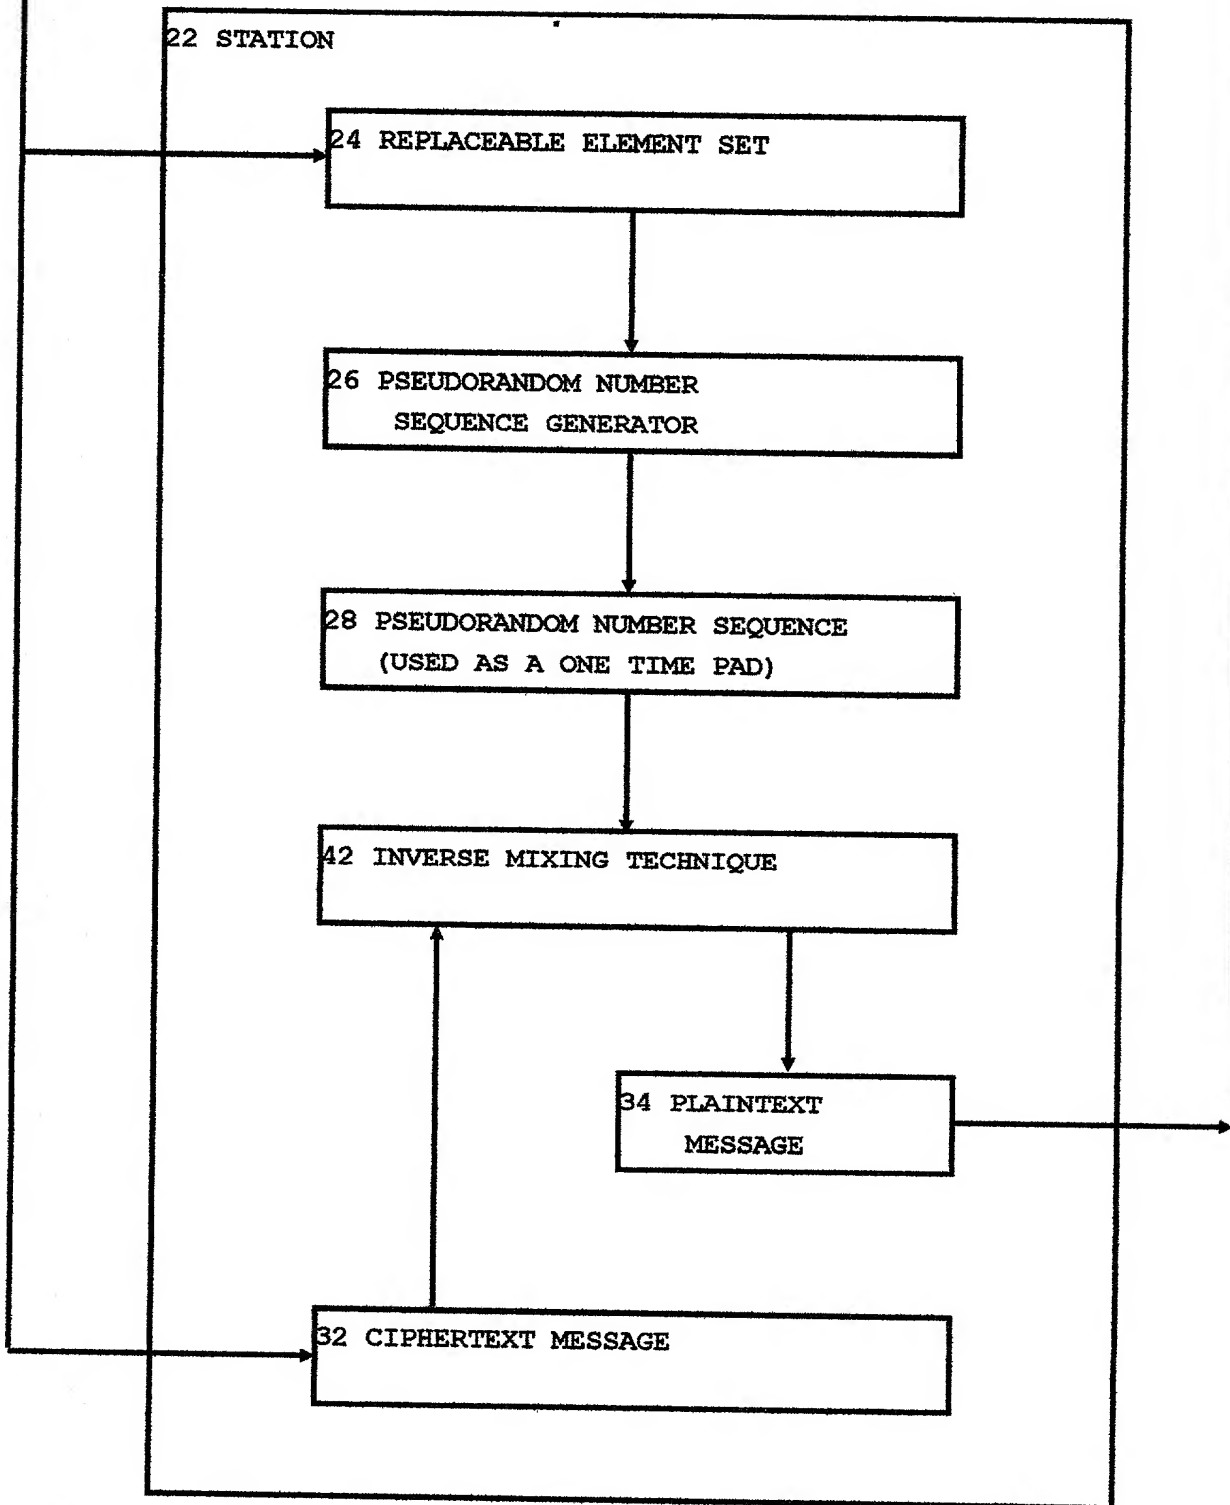 22 STATION
24 REPLACEABLE ELEMENT SET
26 PSEUDORANDOM NUMBER
SEQUENCE GENERATOR
28 PSEUDORANDOM NUMBER SEQUENCE
(USED AS A ONE TIME PAD)
42 INVERSE MIXING TECHNIQUE
34 PLAINTEXT
MESSAGE
32 CIPHERTEXT MESSAGE